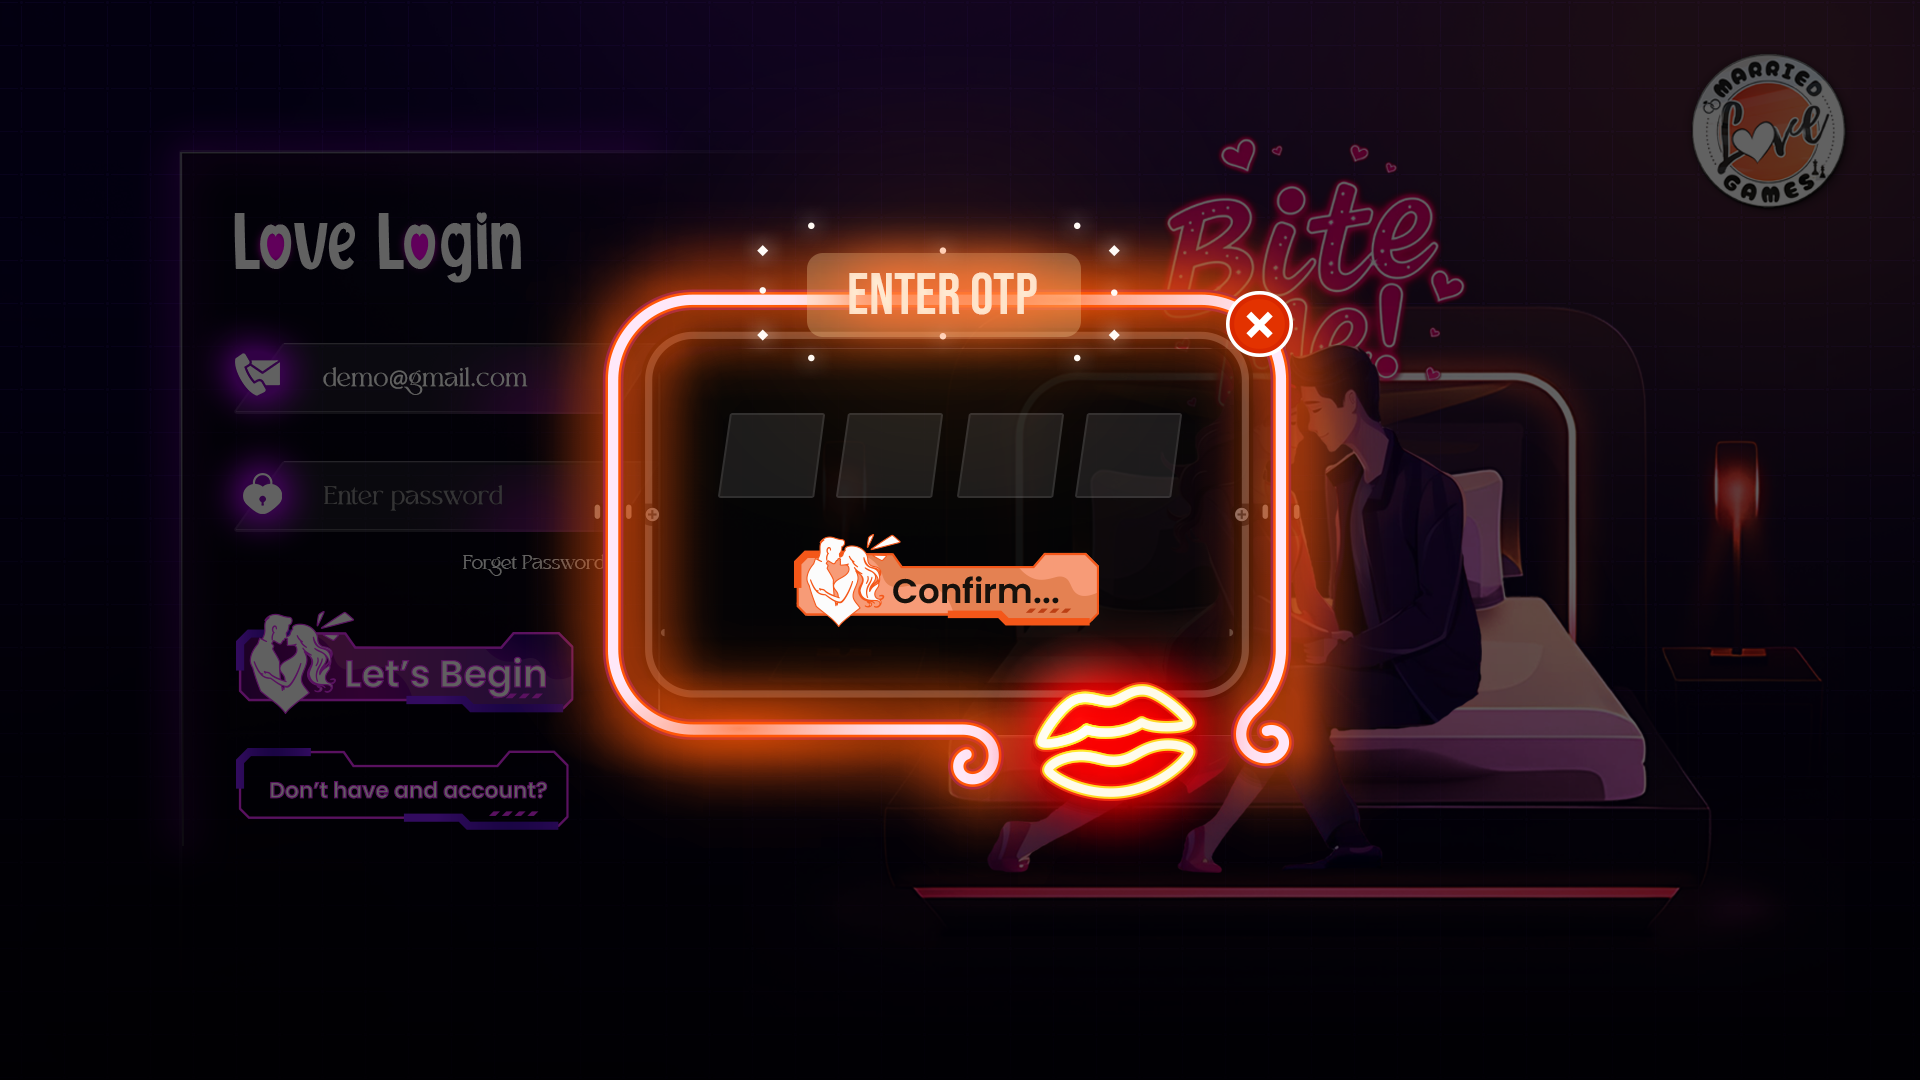 MARRIED
Love
GAMES
Bite
Me!
Love Login
ENTER OTP
demo@gmail.com
Enter password
Forget Password
Confirm...
Let's Begin
Don't have and account?